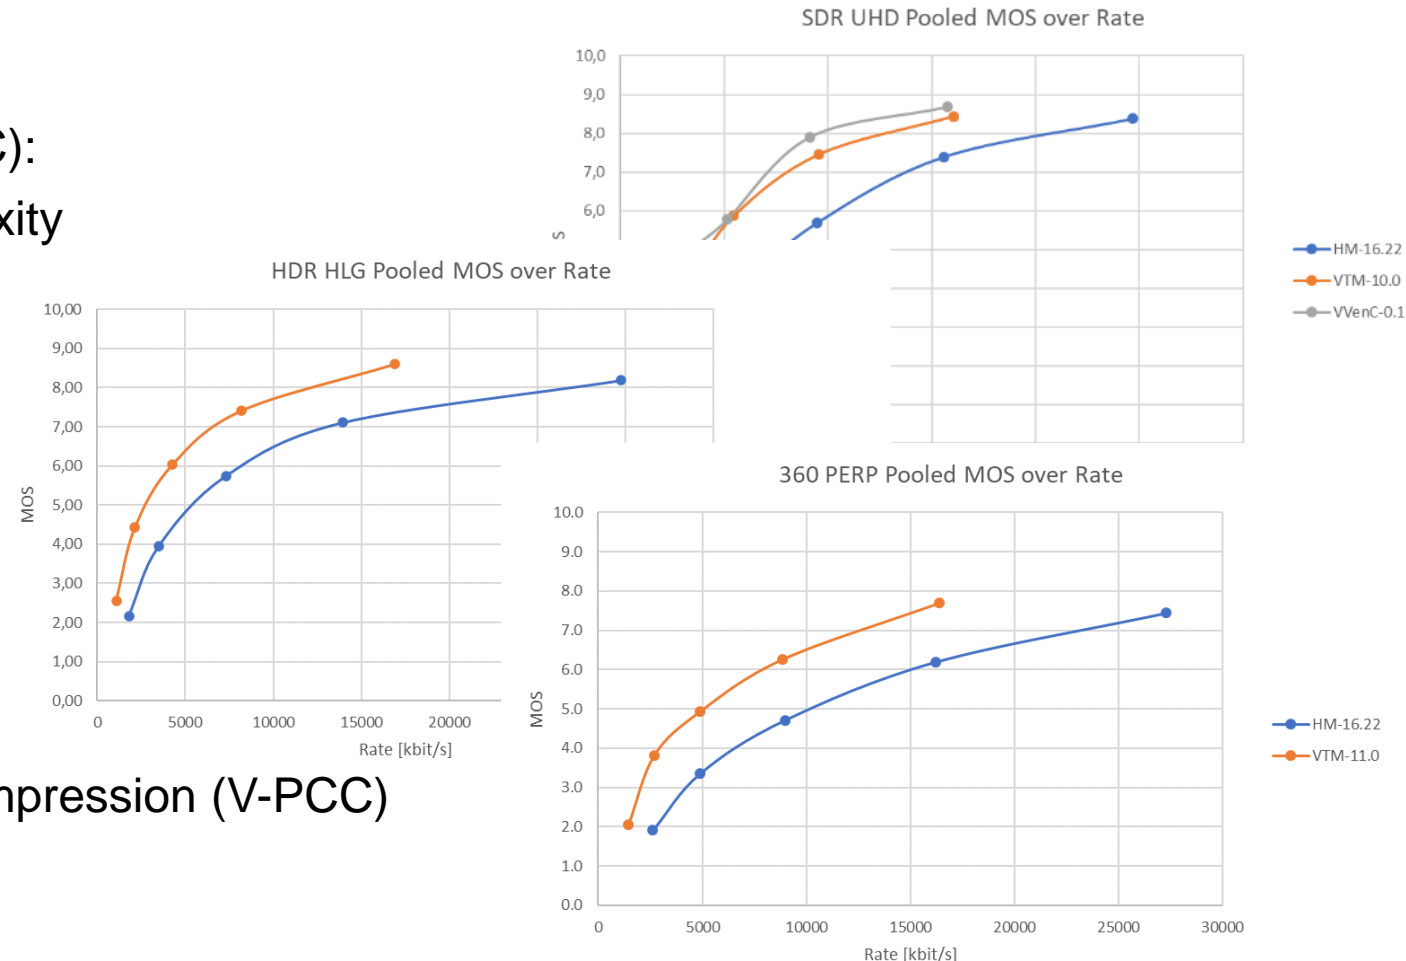 SDR UHD Pooled MOS over Rate
10,0
9,0
8,0
7,0
6,0
S
HM-16.22
VTM-10.0
VVenC-0.1
C):
xity
HDR HLG Pooled MOS over Rate
10,00
9,00
8,00
7,00
6,00
5,00
4,00
3,00
2,00
1,00
0,00
MOS
0 5000 10000 15000 20000
Rate [kbit/s]
360 PERP Pooled MOS over Rate
10.0
9.0
8.0
7.0
6.0
5.0
4.0
3.0
2.0
1.0
0.0
MOS
0 5000 10000 15000 20000 25000 30000
Rate [kbit/s]
HM-16.22
VTM-11.0
mpression (V-PCC)